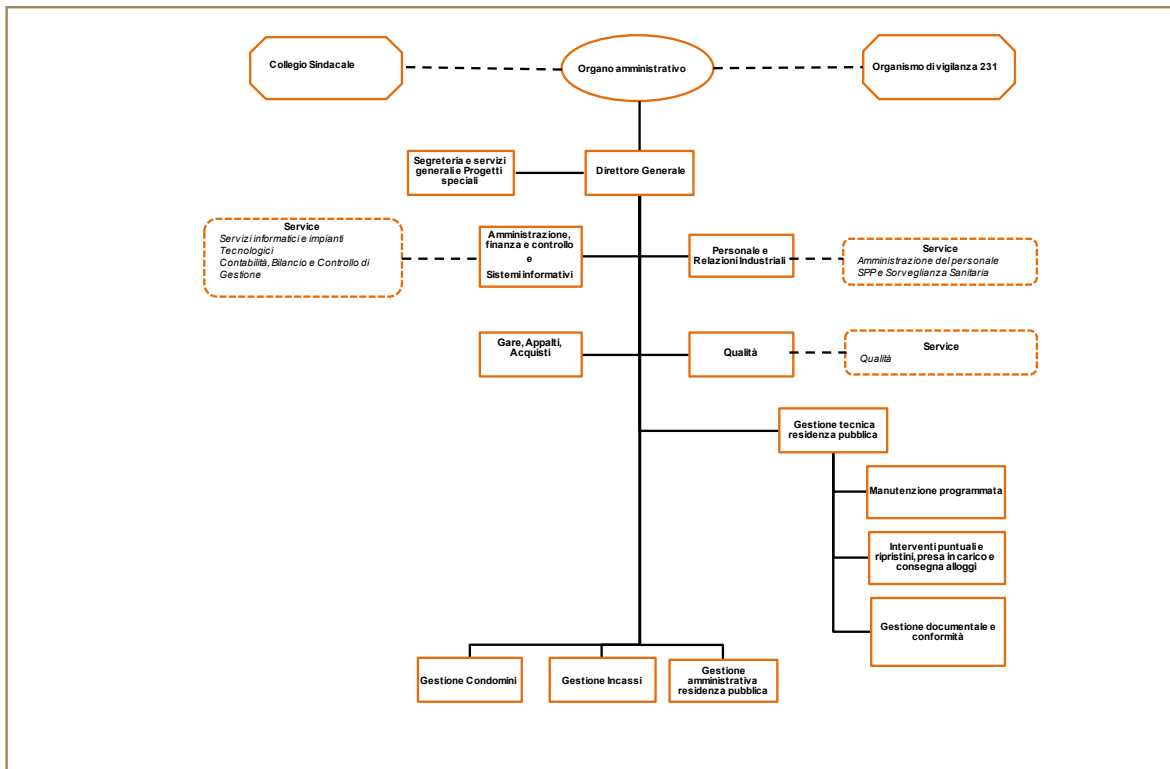 Collegio Sindacale
Organo amministrativo
Organismo di vigilanza 231
Segreteria e servizi
generali e Progetti
speciali
Direttore Generale
Service
Servizi informatici e impianti
Tecnologici
Contabilità, Bilancio e Controllo di
Gestione
Amministrazione,
finanza e controllo
e
Sistemi informativi
Personale e
Relazioni Industriali
Service
Amministrazione del personale
SPP e Sorveglianza Sanitaria
Gare, Appalti,
Acquisti
Qualità
Service
Qualità
Gestione tecnica
residenza pubblica
Manutenzione programmata
Interventi puntuali e
ripristini, presa in carico e
consegna alloggi
Gestione documentale e
conformità
Gestione Condomini
Gestione Incassi
Gestione
amministrativa
residenza pubblica